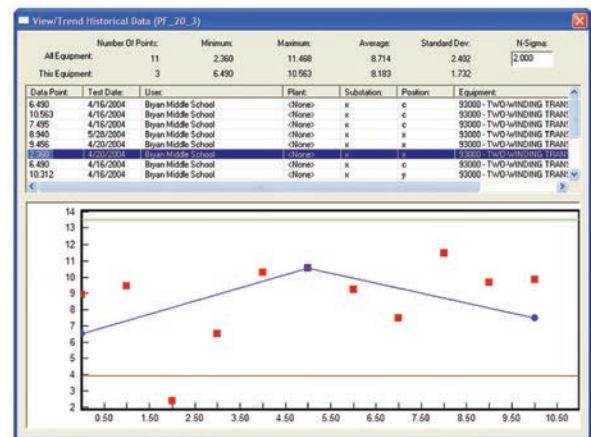 View/Trend Historical Data (PF_20_3)
Number Of Points: Minimum: Maximum: Average: Standard Dev: N-Sigma:
All Equipment: 11 2.360 11.468 8.714 2.402 2.000
This Equipment: 3 6.490 10.563 8.183 1.732
Data Point: Test Date: User: Plant: Substation: Position: Equipment:
6.490 4/16/2004 Bryan Middle School <None> x c 93000 - TWO-WINDING TRANS
10.563 4/16/2004 Bryan Middle School <None> x c 93000 - TWO-WINDING TRANS
7.495 4/16/2004 Bryan Middle School <None> x c 93000 - TWO-WINDING TRANS
8.940 5/28/2004 Bryan Middle School <None> x x 93000 - TWO-WINDING TRANS
9.456 4/20/2004 Bryan Middle School <None> x x 93000 - TWO-WINDING TRANS
2.360 4/20/2004 Bryan Middle School <None> x x 93000 - TWO-WINDING TRANS
6.490 4/16/2004 Bryan Middle School <None> x c 93000 - TWO-WINDING TRANS
10.312 4/16/2004 Bryan Middle School <None> x y 93000 - TWO-WINDING TRANS
14
13
12
11
10
9
8
7
6
5
4
3
2
0.50 1.50 2.50 3.50 4.50 5.50 6.50 7.50 8.50 9.50 10.50